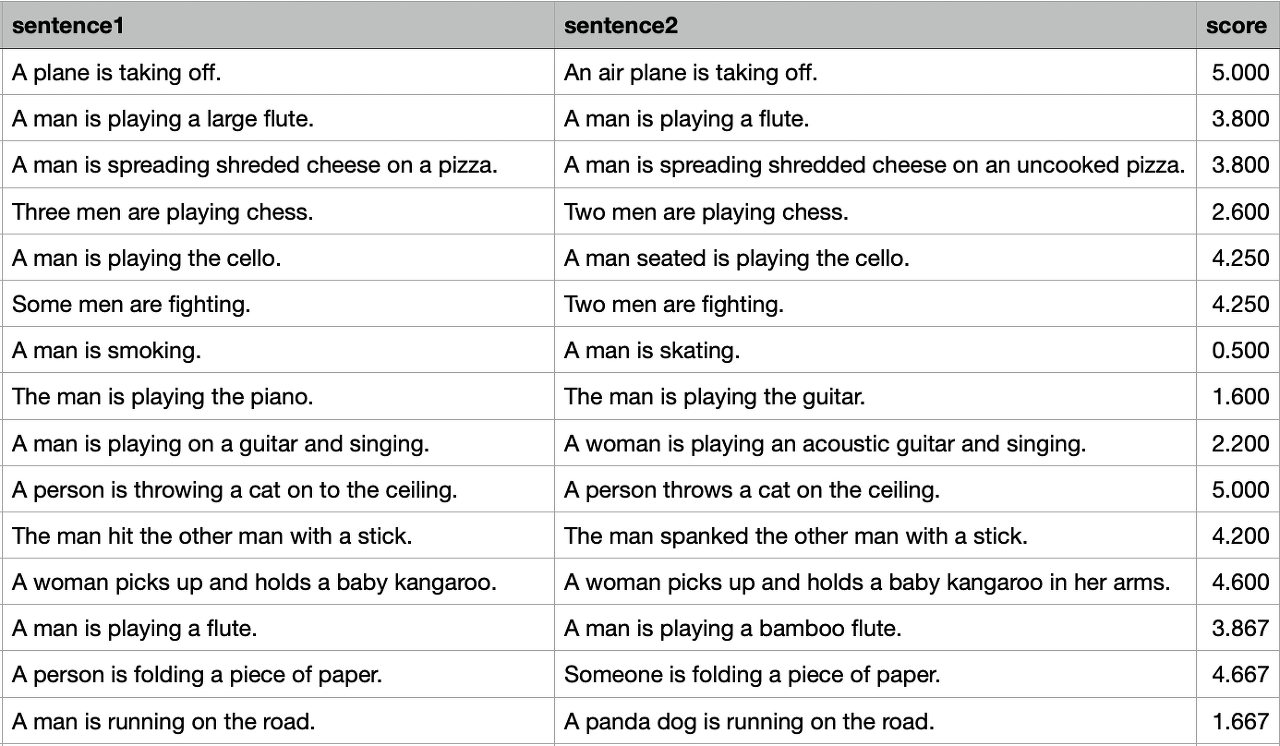 sentence1 sentence2 score
A plane is taking off. An air plane is taking off. 5.000
A man is playing a large flute. A man is playing a flute. 3.800
A man is spreading shreded cheese on a pizza. A man is spreading shredded cheese on an uncooked pizza. 3.800
Three men are playing chess. Two men are playing chess. 2.600
A man is playing the cello. A man seated is playing the cello. 4.250
Some men are fighting. Two men are fighting. 4.250
A man is smoking. A man is skating. 0.500
The man is playing the piano. The man is playing the guitar. 1.600
A man is playing on a guitar and singing. A woman is playing an acoustic guitar and singing. 2.200
A person is throwing a cat on to the ceiling. A person throws a cat on the ceiling. 5.000
The man hit the other man with a stick. The man spanked the other man with a stick. 4.200
A woman picks up and holds a baby kangaroo. A woman picks up and holds a baby kangaroo in her arms. 4.600
A man is playing a flute. A man is playing a bamboo flute. 3.867
A person is folding a piece of paper. Someone is folding a piece of paper. 4.667
A man is running on the road. A panda dog is running on the road. 1.667